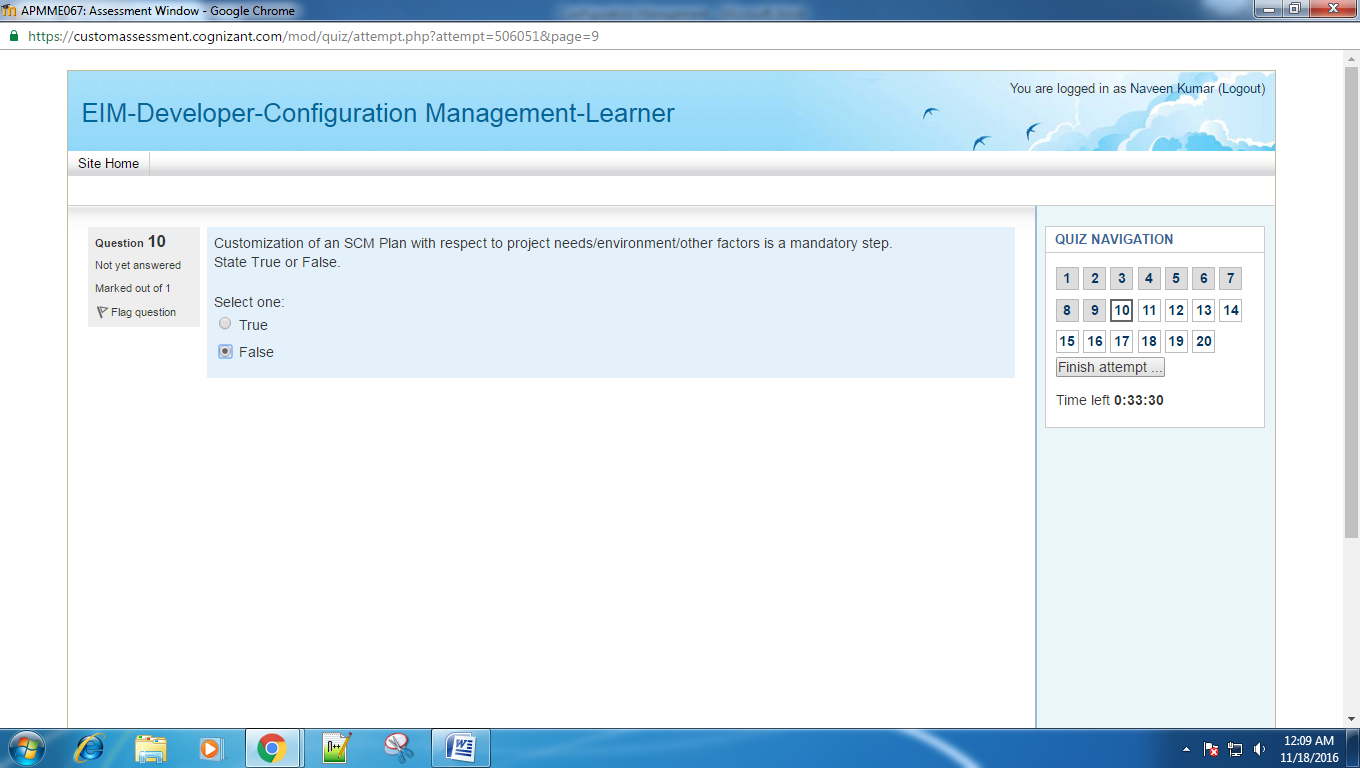 APMME067: Assessment Window - Google Chrome
https://customassessment.cognizant.com/mod/quiz/attempt.php?attempt=506051&page=9
You are logged in as Naveen Kumar (Logout)
EIM-Developer-Configuration Management-Learner
Site Home
Question 10
Not yet answered
Marked out of 1
Flag question
Customization of an SCM Plan with respect to project needs/environment/other factors is a mandatory step.
State True or False.
Select one:
True
False
QUIZ NAVIGATION
1 2 3 4 5 6 7
8 9 10 11 12 13 14
15 16 17 18 19 20
Finish attempt ...
Time left 0:33:30
12:09 AM
11/18/2016